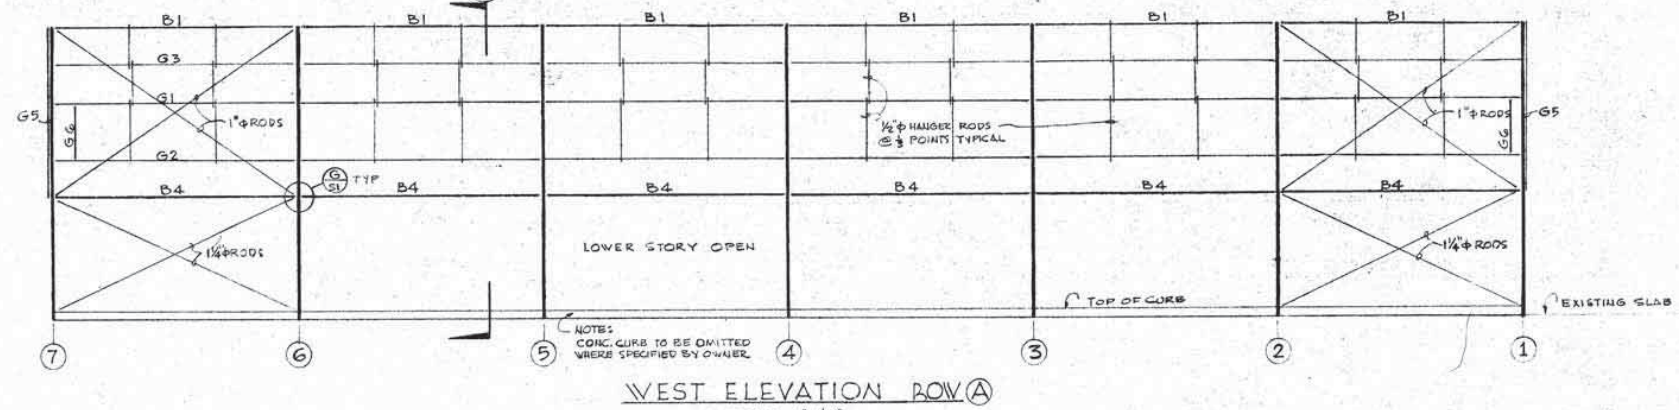 B1 B1 B1 B1 B1 B1
G3
G1
G5 G6 1"φ RODS
½"φ HANGER RODS
@ ⅓ POINTS TYPICAL
1"φ RODS G6 G5
G2
G/S1 TYP
B4 B4 B4 B4 B4 B4
1¼"φ RODS
LOWER STORY OPEN
1¼"φ RODS
TOP OF CURB
EXISTING SLAB
NOTE:
CONC. CURB TO BE OMITTED
WHERE SPECIFIED BY OWNER
7 6 5 4 3 2 1
WEST ELEVATION ROW A